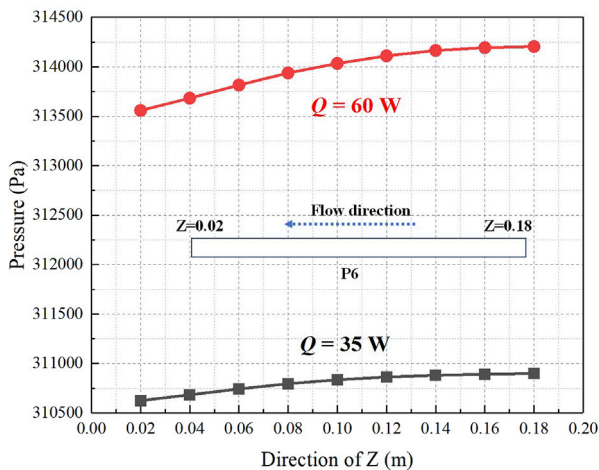 314500
314000
313500
313000
312500
312000
311500
311000
310500
Pressure (Pa)
Q = 60 W
Flow direction
Z=0.02
Z=0.18
P6
Q = 35 W
0.00 0.02 0.04 0.06 0.08 0.10 0.12 0.14 0.16 0.18 0.20
Direction of Z (m)